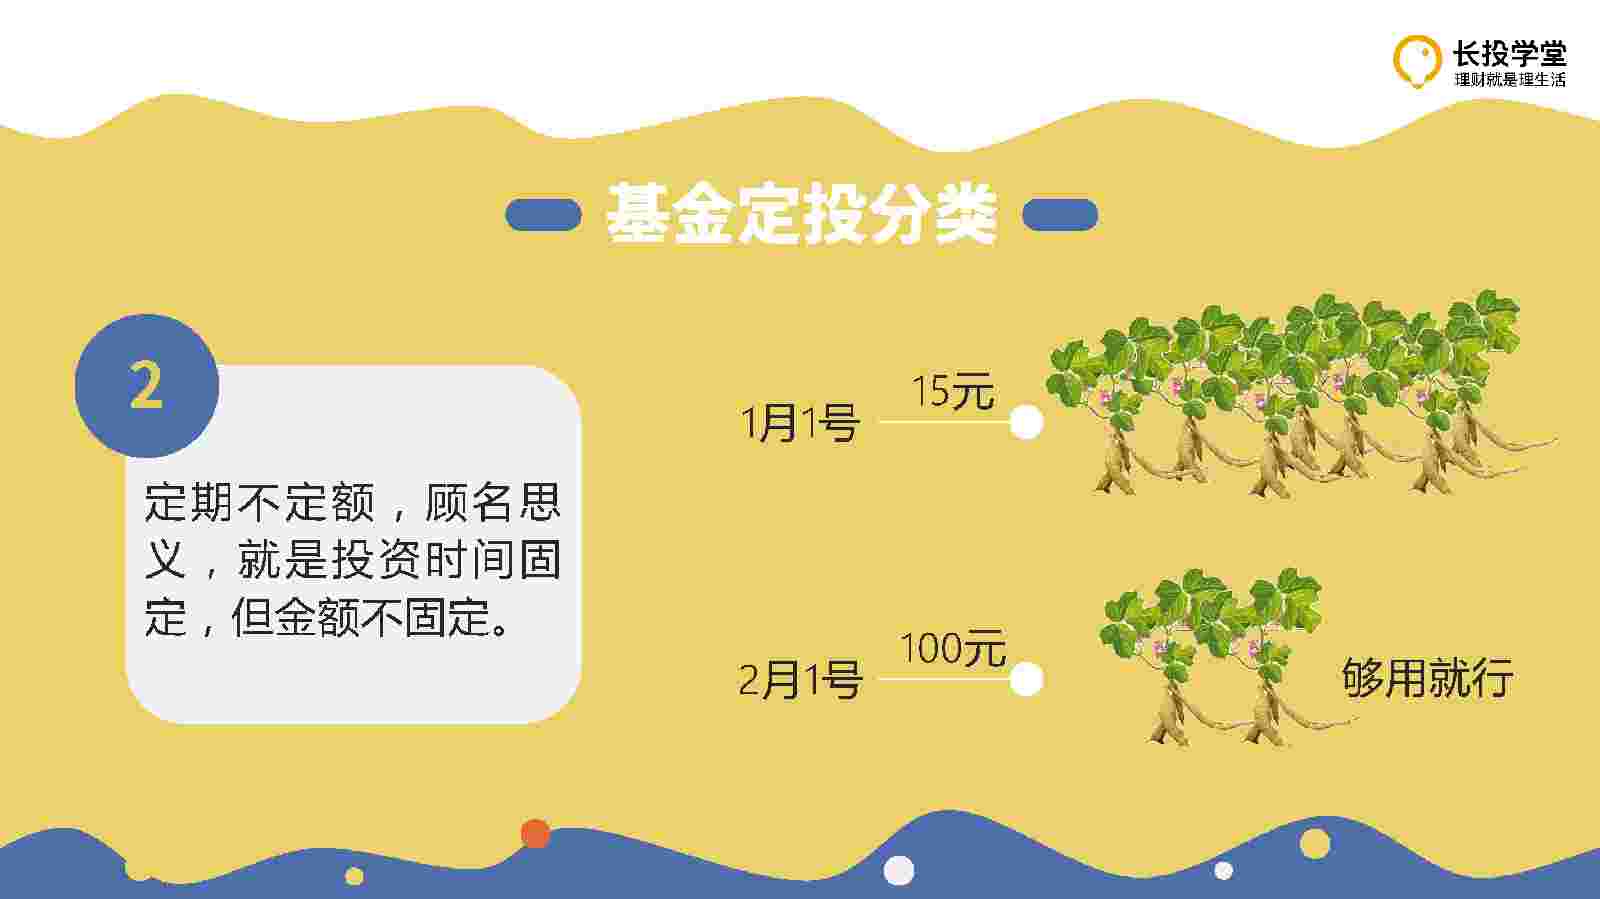 长投学堂
理财就是理生活
基金定投分类
2
定期不定额，顾名思
义，就是投资时间固
定，但金额不固定。
1月1号
15元
2月1号
100元
够用就行